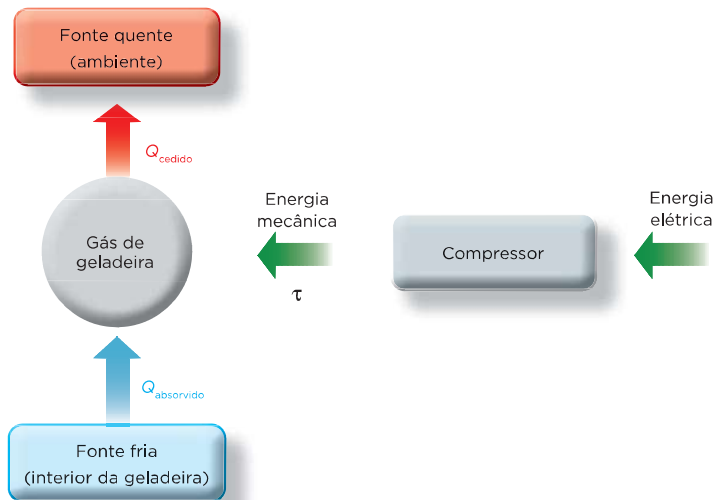 Fonte quente
(ambiente)
Qcedido
Gás de
geladeira
Energia
mecânica
τ
Compressor
Energia
elétrica
Qabsorvido
Fonte fria
(interior da geladeira)